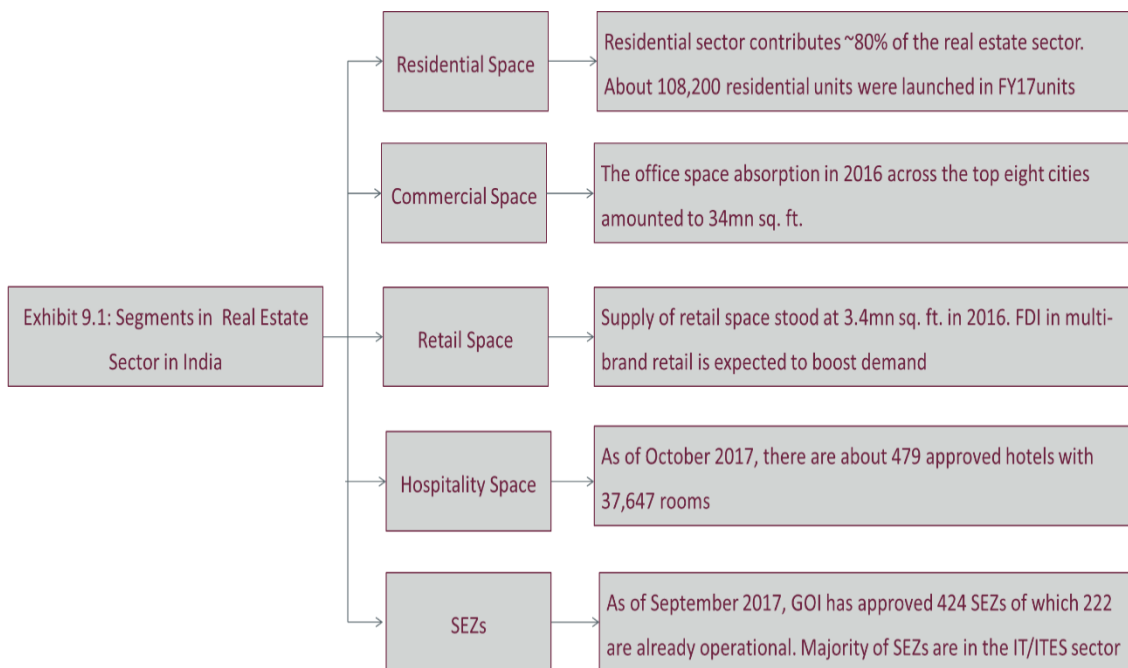 Residential Space
Residential sector contributes ~80% of the real estate sector.
About 108,200 residential units were launched in FY17units
Commercial Space
The office space absorption in 2016 across the top eight cities
amounted to 34mn sq. ft.
Exhibit 9.1: Segments in Real Estate
Sector in India
Retail Space
Supply of retail space stood at 3.4mn sq. ft. in 2016. FDI in multi-
brand retail is expected to boost demand
Hospitality Space
As of October 2017, there are about 479 approved hotels with
37,647 rooms
SEZs
As of September 2017, GOI has approved 424 SEZs of which 222
are already operational. Majority of SEZs are in the IT/ITES sector